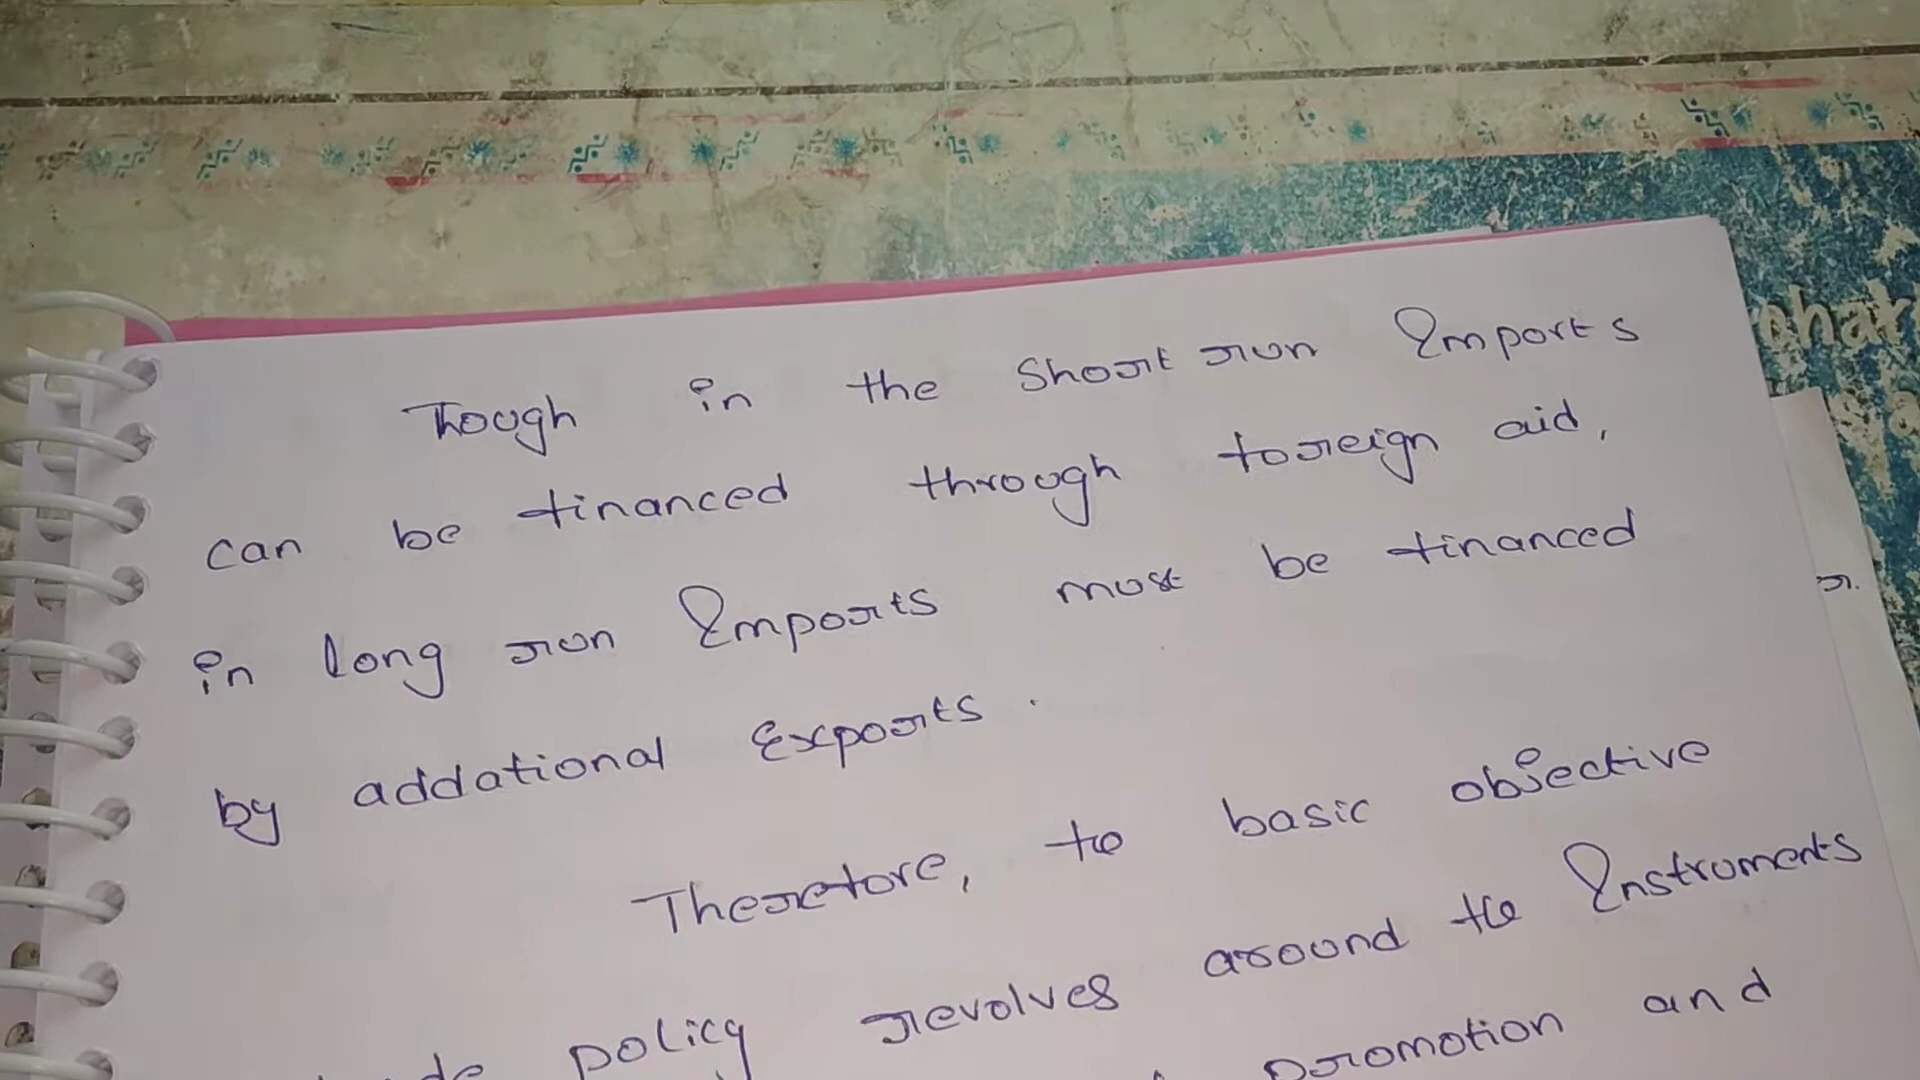 Though in the Short run Imports
can be financed through foreign aid,
in long run Imports must be financed
by addational Exports.
Therefore, the basic objective
policy revolves around the Instruments
promotion and